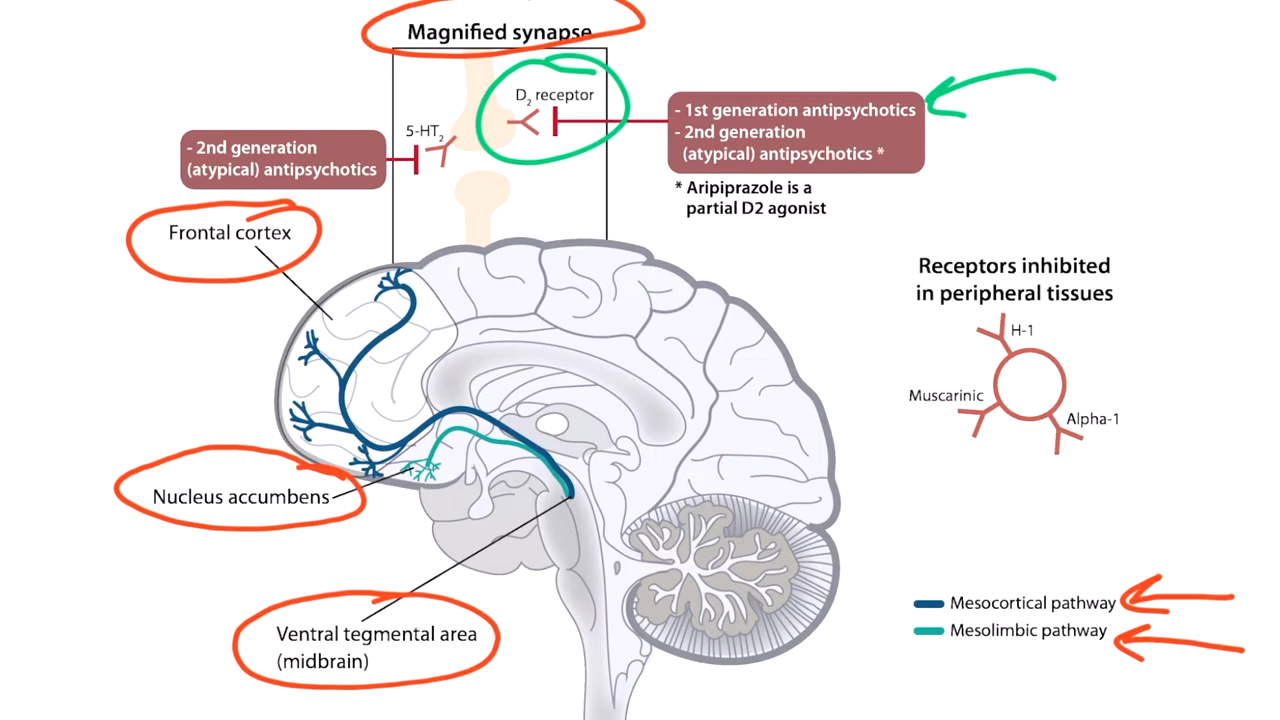 Magnified synapse
D2 receptor
5-HT2
- 1st generation antipsychotics
- 2nd generation
(atypical) antipsychotics *
- 2nd generation
(atypical) antipsychotics
* Aripiprazole is a
partial D2 agonist
Frontal cortex
Receptors inhibited
in peripheral tissues
H-1
Muscarinic
Alpha-1
Nucleus accumbens
Ventral tegmental area
(midbrain)
Mesocortical pathway
Mesolimbic pathway